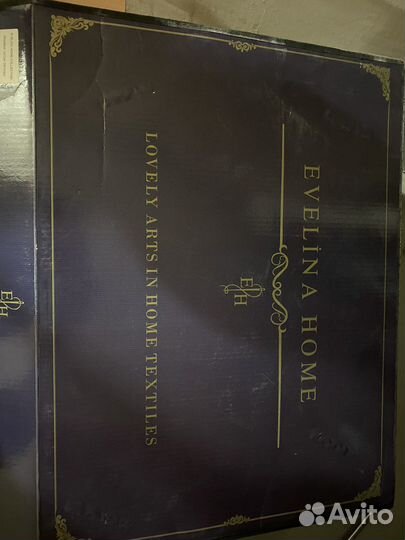 EVELİNA HOME
EH
LOVELY ARTS IN HOME TEXTILES
EH
Avito